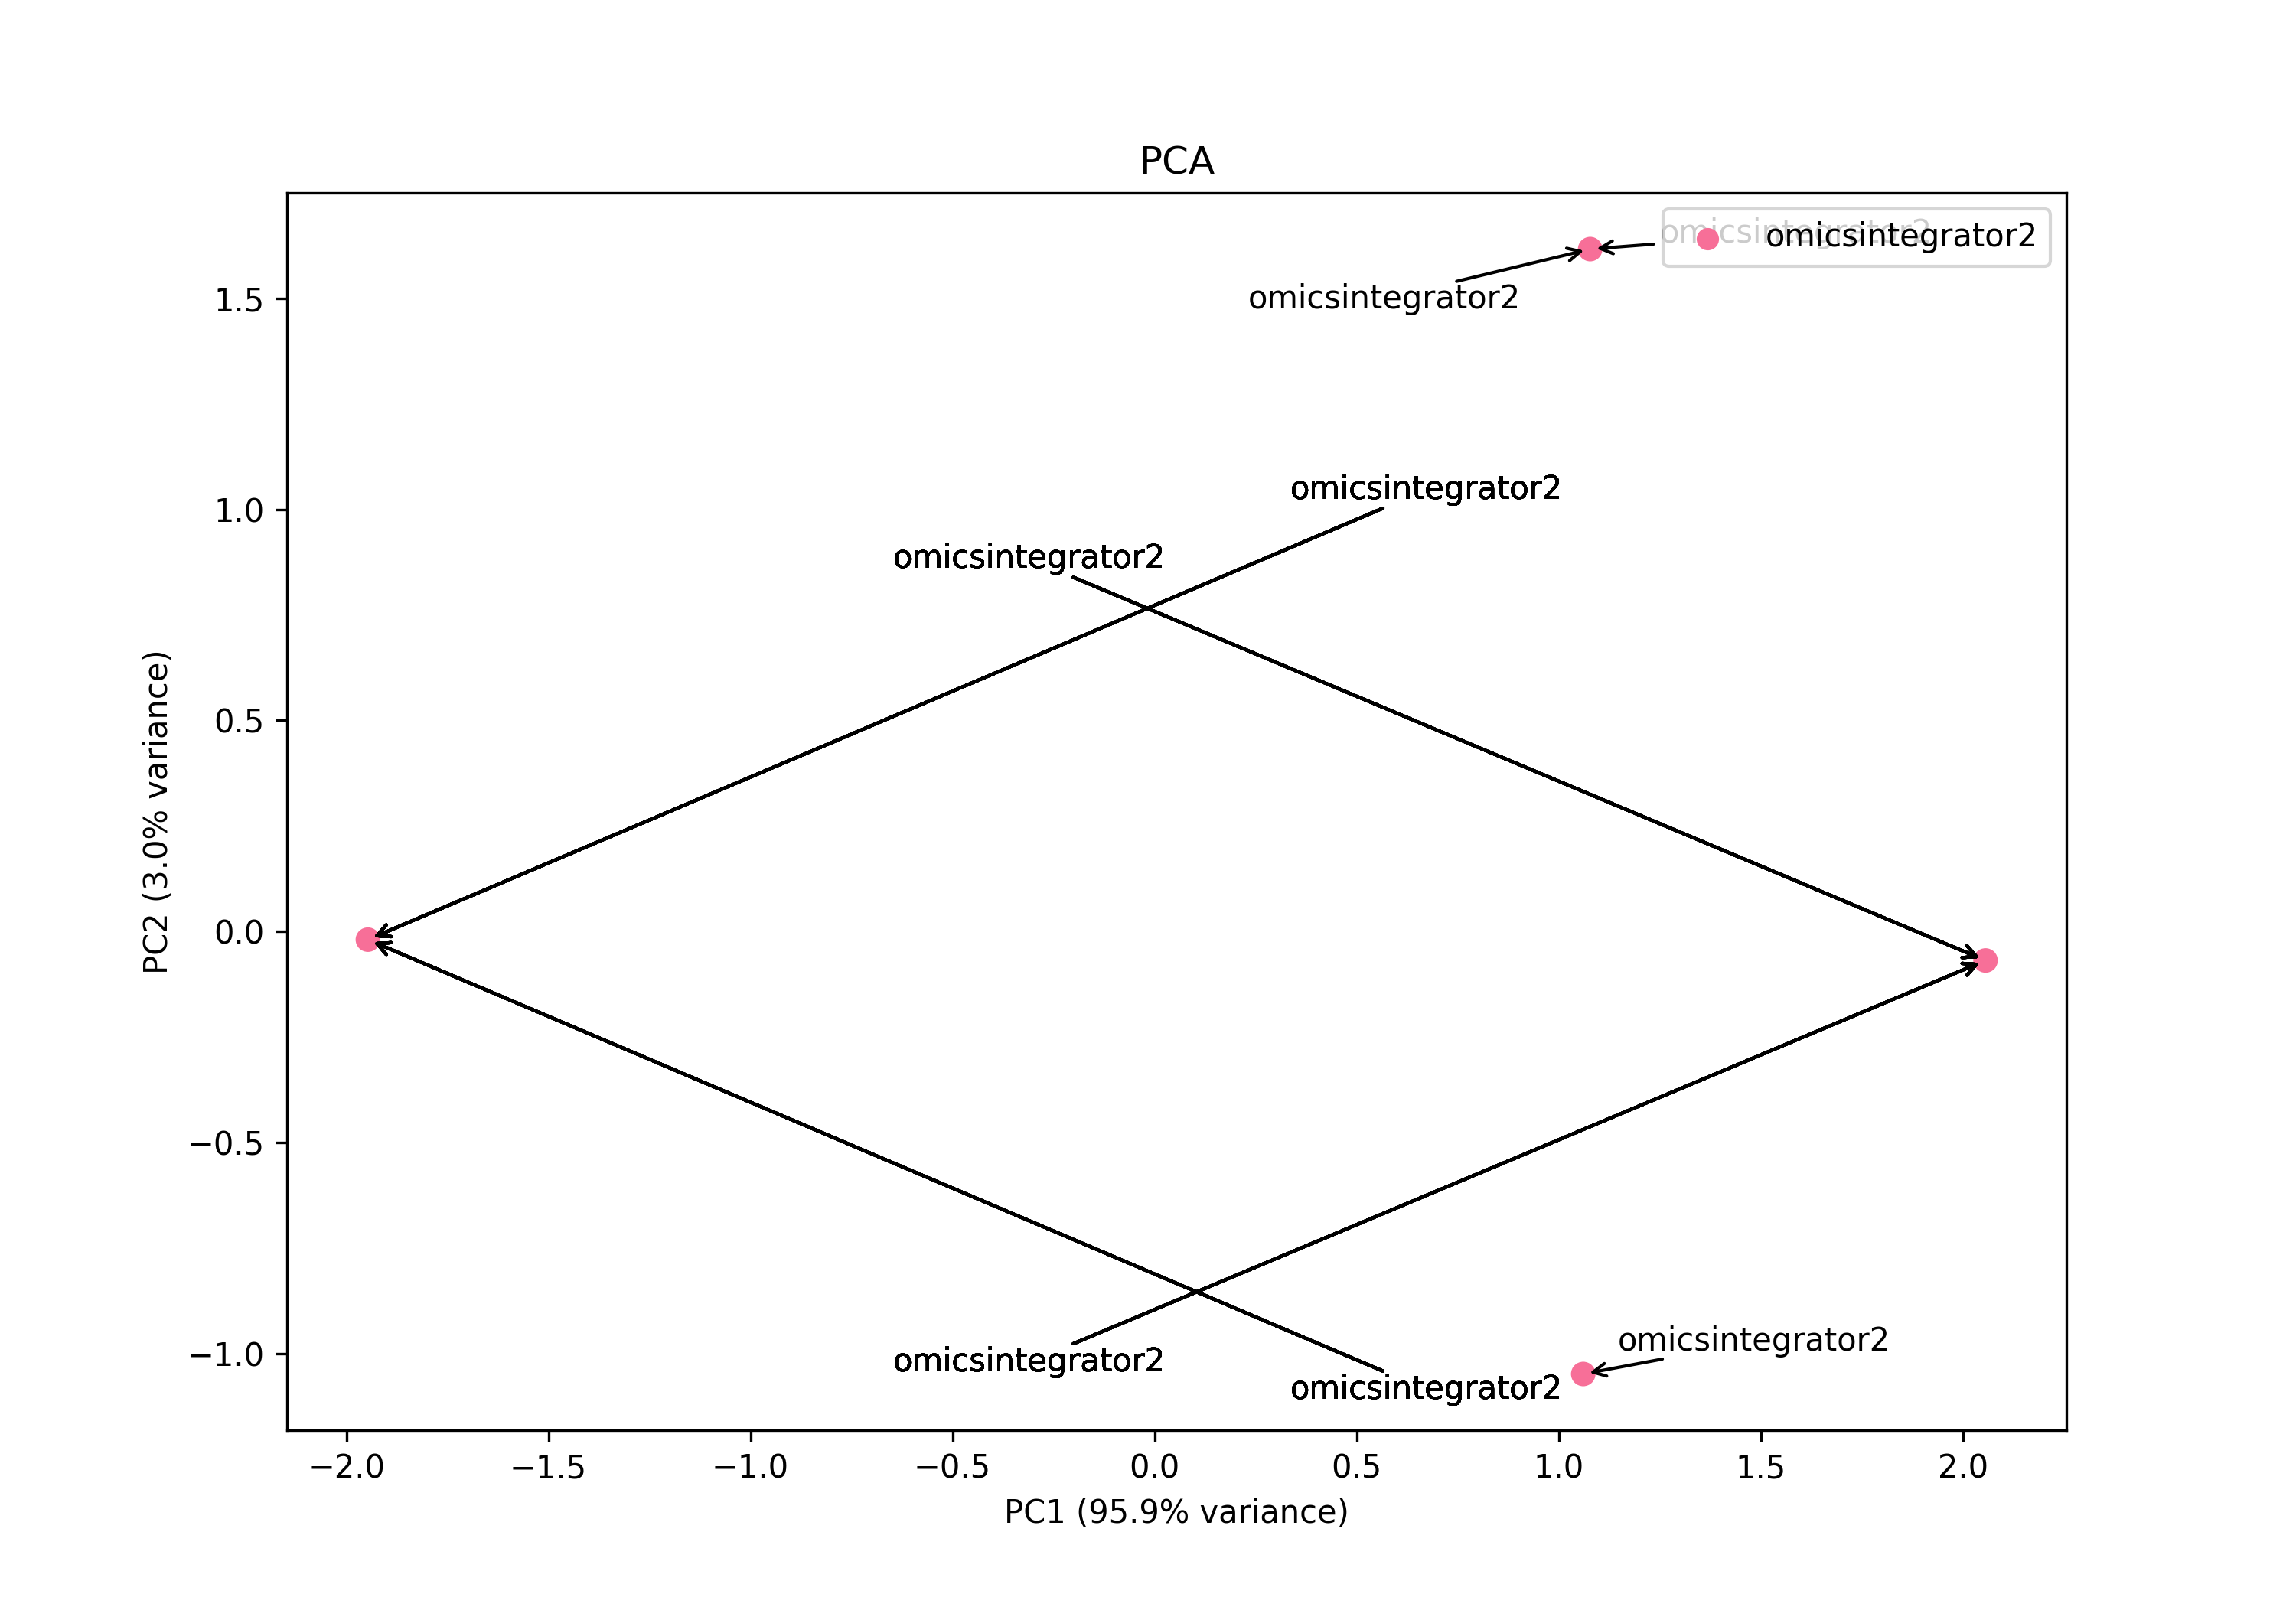 PCA
omicsintegrator2
omicsintegrator2
omicsintegrator2
omicsintegrator2
omicsintegrator2
omicsintegrator2
omicsintegrator2
omicsintegrator2
1.5
1.0
0.5
0.0
−0.5
−1.0
PC2 (3.0% variance)
−2.0 −1.5 −1.0 −0.5 0.0 0.5 1.0 1.5 2.0
PC1 (95.9% variance)